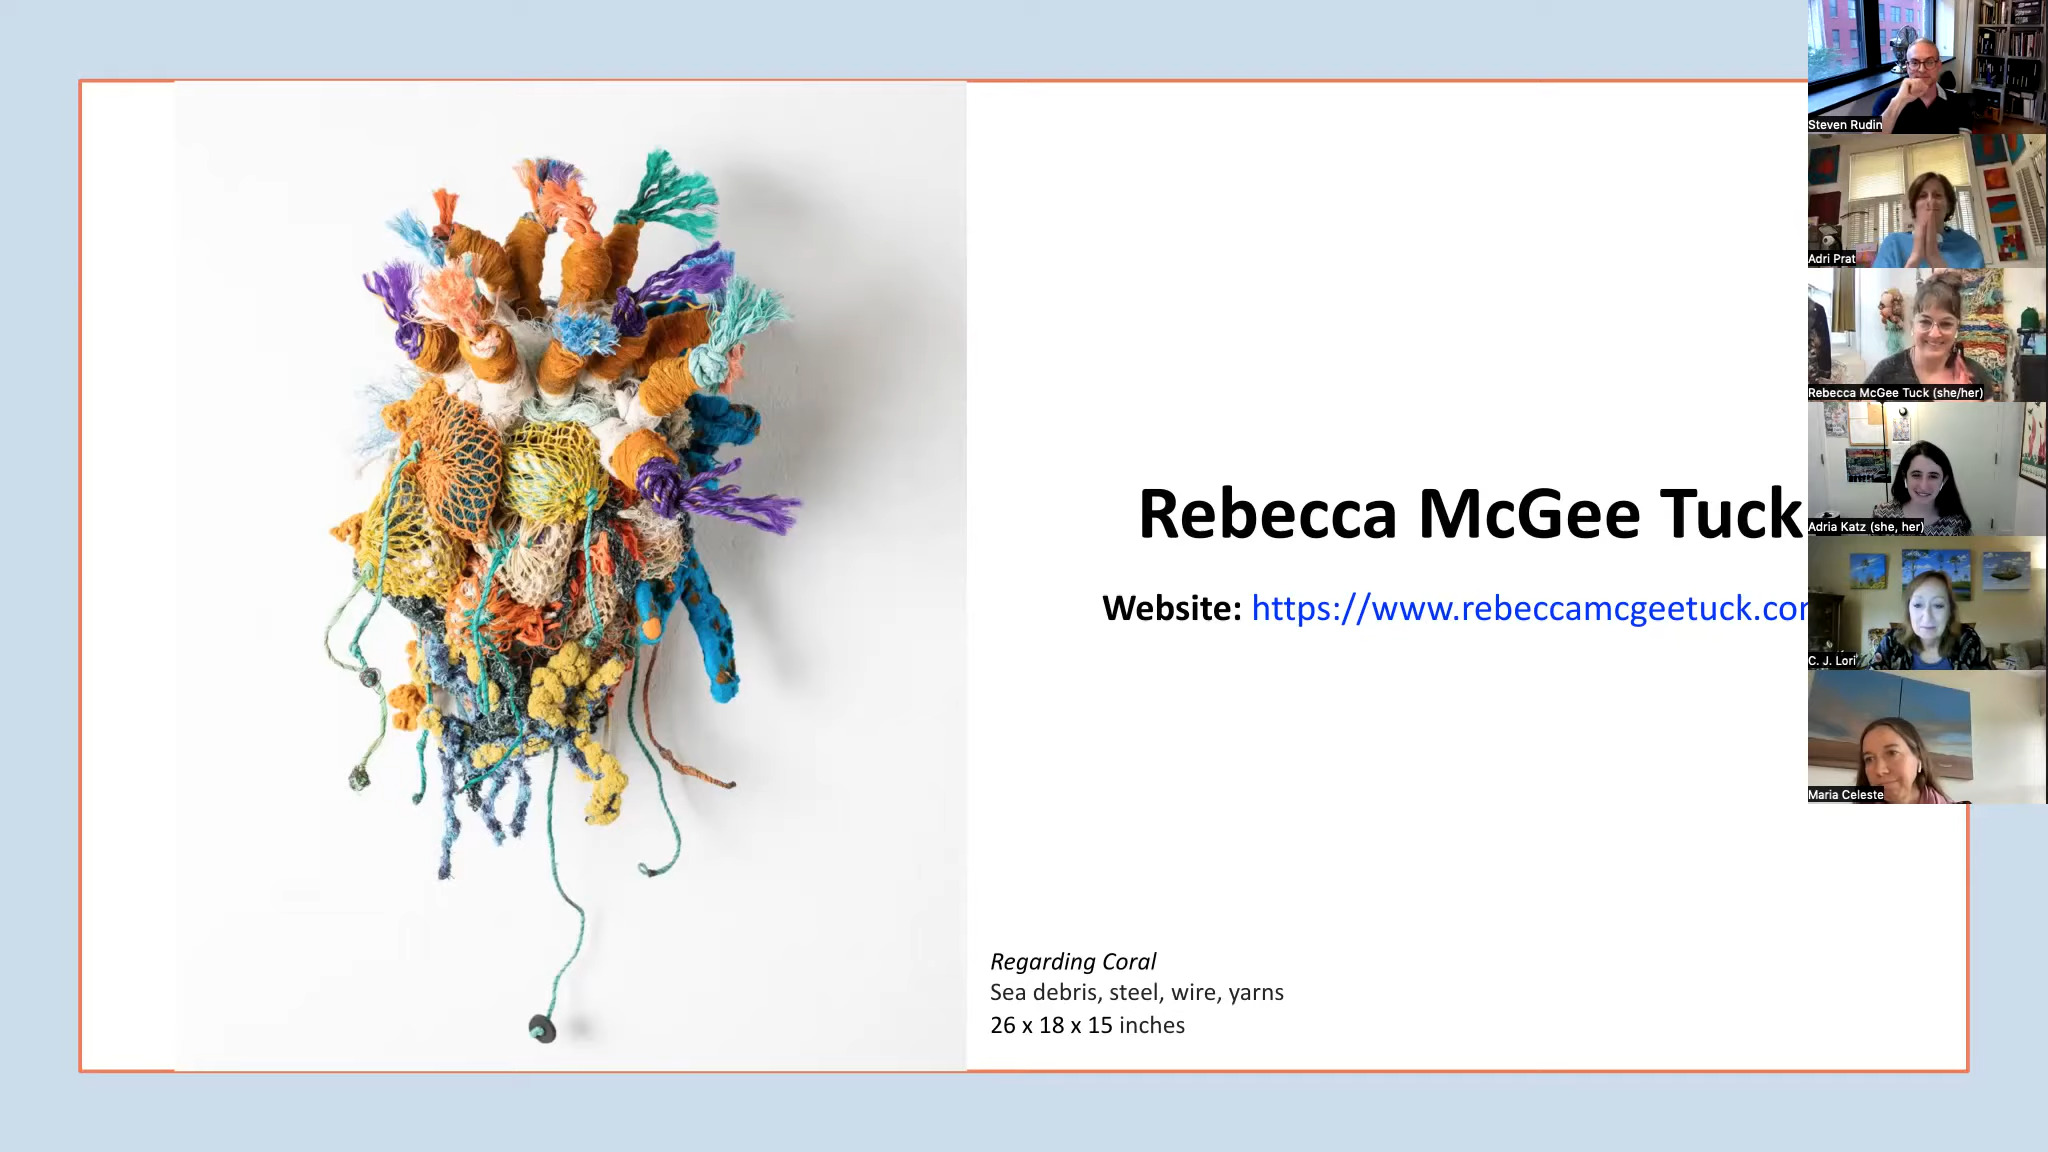 Rebecca McGee Tuck
Website: https://www.rebeccamcgeetuck.cor
Regarding Coral
Sea debris, steel, wire, yarns
26 x 18 x 15 inches
Steven Rudin
Adri Prat
Rebecca McGee Tuck (she/her)
Adria Katz (she, her)
C. J. Lori
Maria Celeste